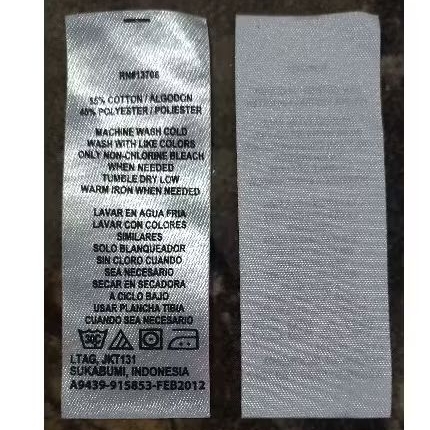 RN#13708
55% COTTON / ALGODON
45% POLYESTER / POLIESTER
MACHINE WASH COLD
WASH WITH LIKE COLORS
ONLY NON-CHLORINE BLEACH
WHEN NEEDED
TUMBLE DRY LOW
WARM IRON WHEN NEEDED
LAVAR EN AGUA FRIA
LAVAR CON COLORES
SIMILARES
SOLO BLANQUEADOR
SIN CLORO CUANDO
SEA NECESARIO
SECAR EN SECADORA
A CICLO BAJO
USAR PLANCHA TIBIA
CUANDO SEA NECESARIO
30C
LTAG, JKT131
SUKABUMI, INDONESIA
A9439-915853-FEB2012